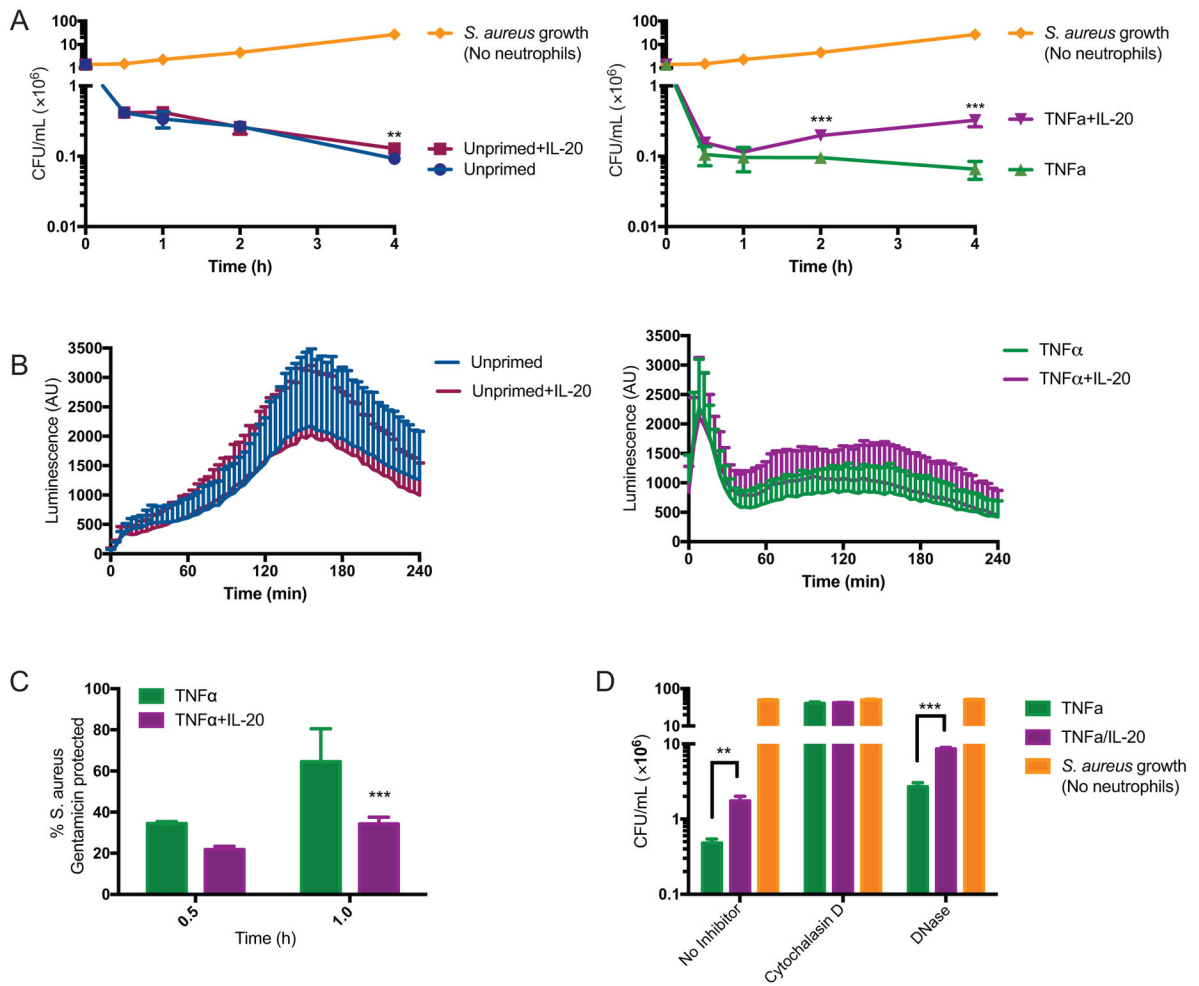 A
100
10
1
1
0.1
0.01
CFU/mL (×10⁶)
0
1
2
3
4
Time (h)
**
S. aureus growth
(No neutrophils)
Unprimed+IL-20
Unprimed
100
10
1
1
0.1
0.01
CFU/mL (×10⁶)
0
1
2
3
4
Time (h)
***
***
S. aureus growth
(No neutrophils)
TNFa+IL-20
TNFa
B
3500
3000
2500
2000
1500
1000
500
0
Luminescence (AU)
0
60
120
180
240
Time (min)
Unprimed
Unprimed+IL-20
3500
3000
2500
2000
1500
1000
500
0
Luminescence (AU)
0
60
120
180
240
Time (min)
TNFα
TNFα+IL-20
C
100
80
60
40
20
0
% S. aureus
Gentamicin protected
TNFα
TNFα+IL-20
***
0.5
1.0
Time (h)
D
100
10
10
1
0.1
CFU/mL (×10⁶)
**
***
No Inhibitor
Cytochalasin D
DNase
TNFa
TNFa/IL-20
S. aureus growth
(No neutrophils)